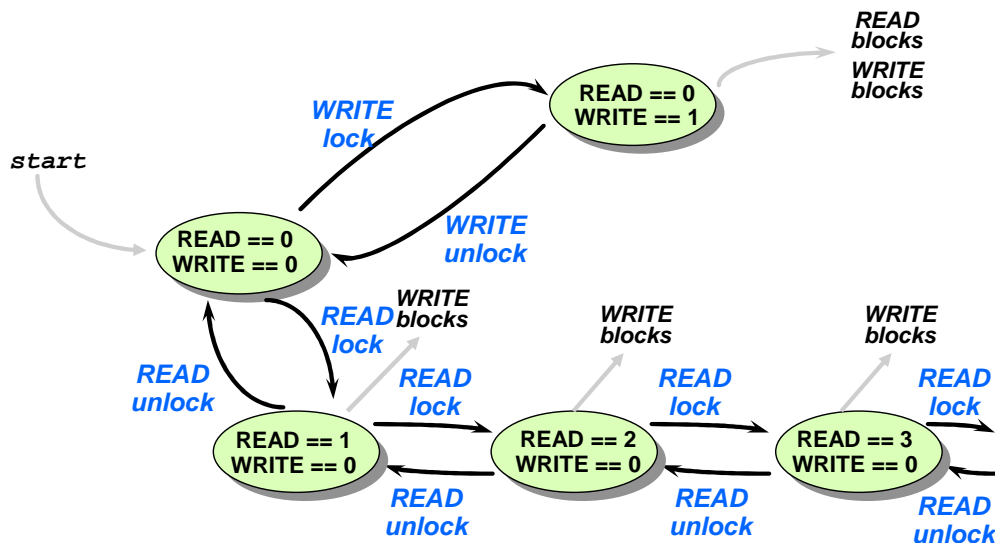 READ
blocks
WRITE
blocks
READ == 0
WRITE == 1
WRITE
lock
start
WRITE
unlock
READ == 0
WRITE == 0
WRITE
blocks
READ
lock
WRITE
blocks
WRITE
blocks
READ
unlock
READ
lock
READ
lock
READ
lock
READ == 1
WRITE == 0
READ == 2
WRITE == 0
READ == 3
WRITE == 0
READ
unlock
READ
unlock
READ
unlock